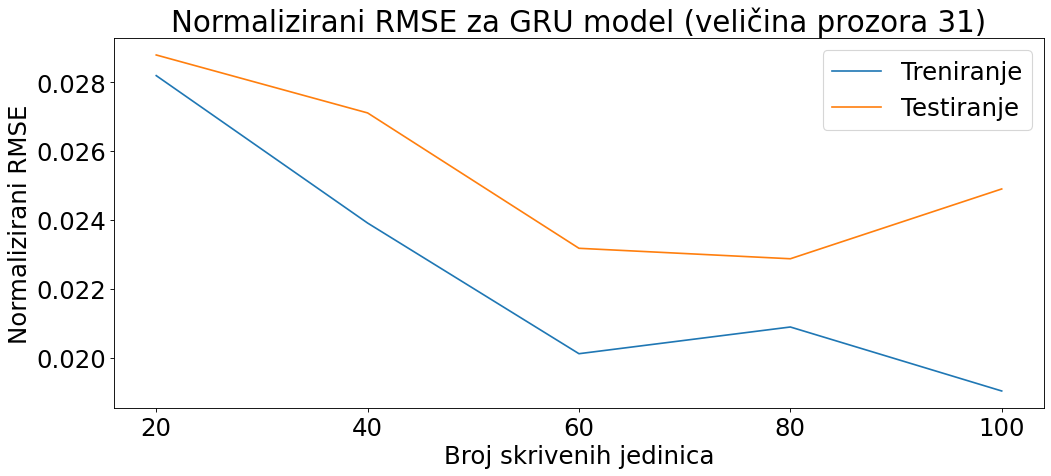 Normalizirani RMSE za GRU model (veličina prozora 31)
Treniranje
Testiranje
Normalizirani RMSE
0.028
0.026
0.024
0.022
0.020
20 40 60 80 100
Broj skrivenih jedinica